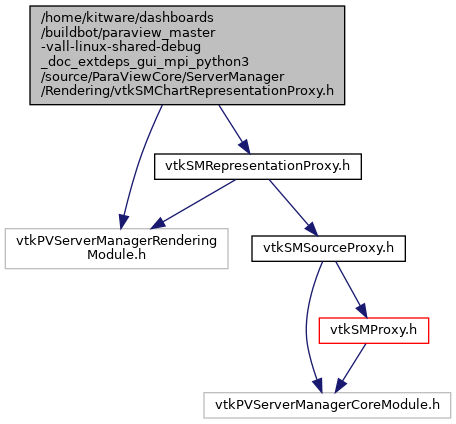 /home/kitware/dashboards
/buildbot/paraview_master
-vall-linux-shared-debug
_doc_extdeps_gui_mpi_python3
/source/ParaViewCore/ServerManager
/Rendering/vtkSMChartRepresentationProxy.h
vtkSMRepresentationProxy.h
vtkPVServerManagerRendering
Module.h
vtkSMSourceProxy.h
vtkSMProxy.h
vtkPVServerManagerCoreModule.h